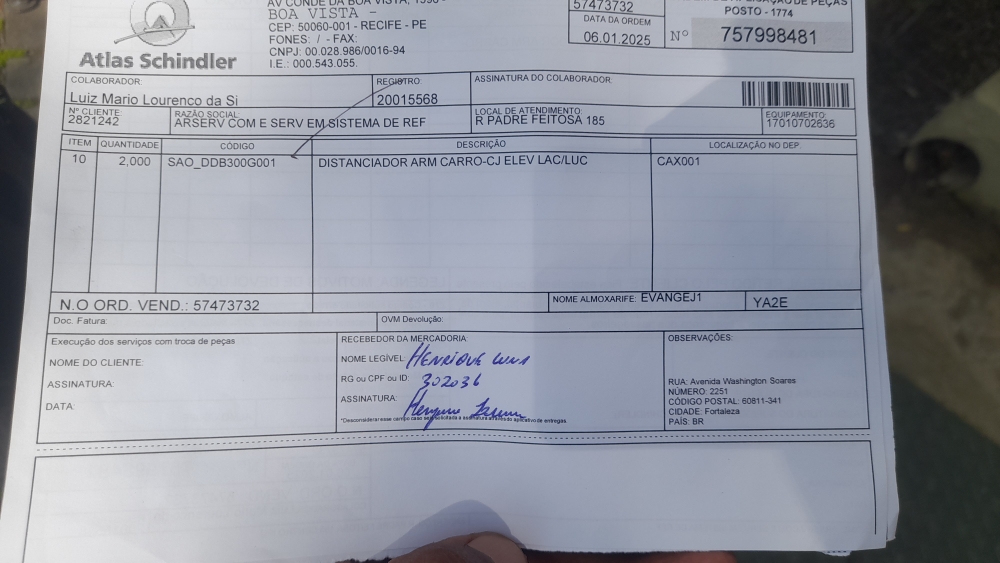 BOA VISTA -
CEP: 50060-001 - RECIFE - PE
FONES: / - FAX:
CNPJ: 00.028.986/0016-94
I.E.: 000.543.055.
Atlas Schindler
57473732
DATA DA ORDEM
06.01.2025
POSTO - 1774
Nº 757998481
COLABORADOR:
Luiz Mario Lourenco da Si
REGISTRO:
20015568
ASSINATURA DO COLABORADOR:
Nº CLIENTE:
2821242
RAZÃO SOCIAL:
ARSERV COM E SERV EM SISTEMA DE REF
LOCAL DE ATENDIMENTO:
R PADRE FEITOSA 185
EQUIPAMENTO:
17010702636
ITEM QUANTIDADE CÓDIGO DESCRIÇÃO LOCALIZAÇÃO NO DEP.
10 2,000 SAO_DDB300G001 DISTANCIADOR ARM CARRO-CJ ELEV LAC/LUC CAX001
N.O ORD. VEND.: 57473732
NOME ALMOXARIFE: EVANGEJ1
YA2E
Doc. Fatura:
OVM Devolução:
Execução dos serviços com troca de peças
NOME DO CLIENTE:
ASSINATURA:
DATA:
RECEBEDOR DA MERCADORIA:
NOME LEGÍVEL: HENRIQUE LUNA
RG ou CPF ou ID: 302036
ASSINATURA:
OBSERVAÇÕES:
RUA: Avenida Washington Soares
NÚMERO: 2251
CÓDIGO POSTAL: 60811-341
CIDADE: Fortaleza
PAÍS: BR